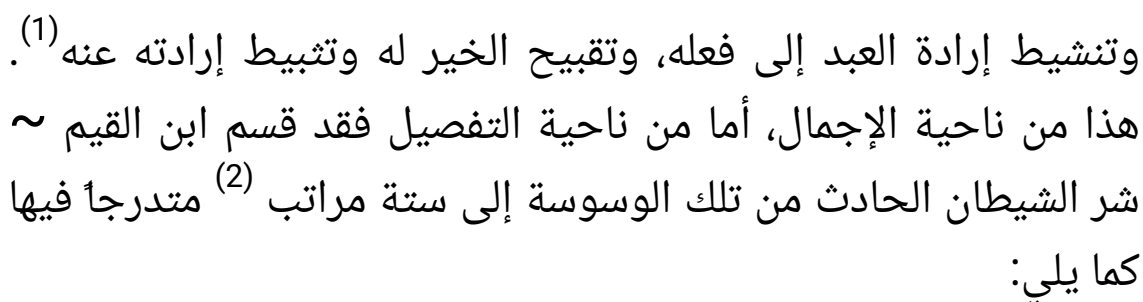 وتنشيط إرادة العبد إلى فعله، وتقبيح الخير له وتثبيط إرادته عنه(1).
هذا من ناحية الإجمال، أما من ناحية التفصيل فقد قسم ابن القيم ~
شر الشيطان الحادث من تلك الوسوسة إلى ستة مراتب (2) متدرجاً فيها
كما يلي: